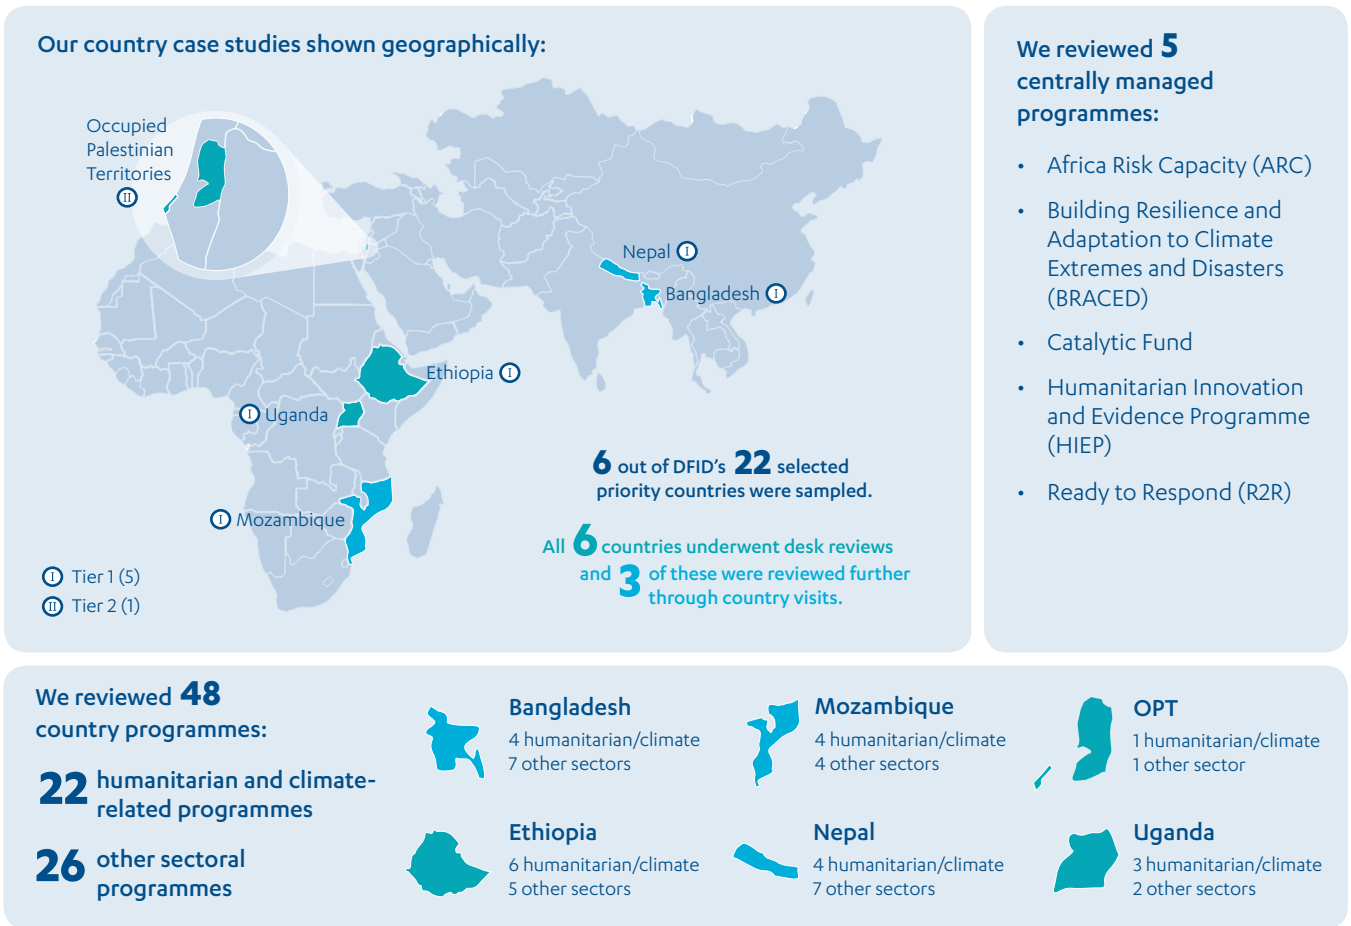 Our country case studies shown geographically:
Occupied
Palestinian
Territories
II
Nepal I
Bangladesh I
Ethiopia I
I Uganda
I Mozambique
6 out of DFID's 22 selected
priority countries were sampled.
All 6 countries underwent desk reviews
and 3 of these were reviewed further
through country visits.
I Tier 1 (5)
II Tier 2 (1)
We reviewed 5
centrally managed
programmes:
• Africa Risk Capacity (ARC)
• Building Resilience and
Adaptation to Climate
Extremes and Disasters
(BRACED)
• Catalytic Fund
• Humanitarian Innovation
and Evidence Programme
(HIEP)
• Ready to Respond (R2R)
We reviewed 48
country programmes:
22 humanitarian and climate-
related programmes
26 other sectoral
programmes
Bangladesh
4 humanitarian/climate
7 other sectors
Mozambique
4 humanitarian/climate
4 other sectors
OPT
1 humanitarian/climate
1 other sector
Ethiopia
6 humanitarian/climate
5 other sectors
Nepal
4 humanitarian/climate
7 other sectors
Uganda
3 humanitarian/climate
2 other sectors